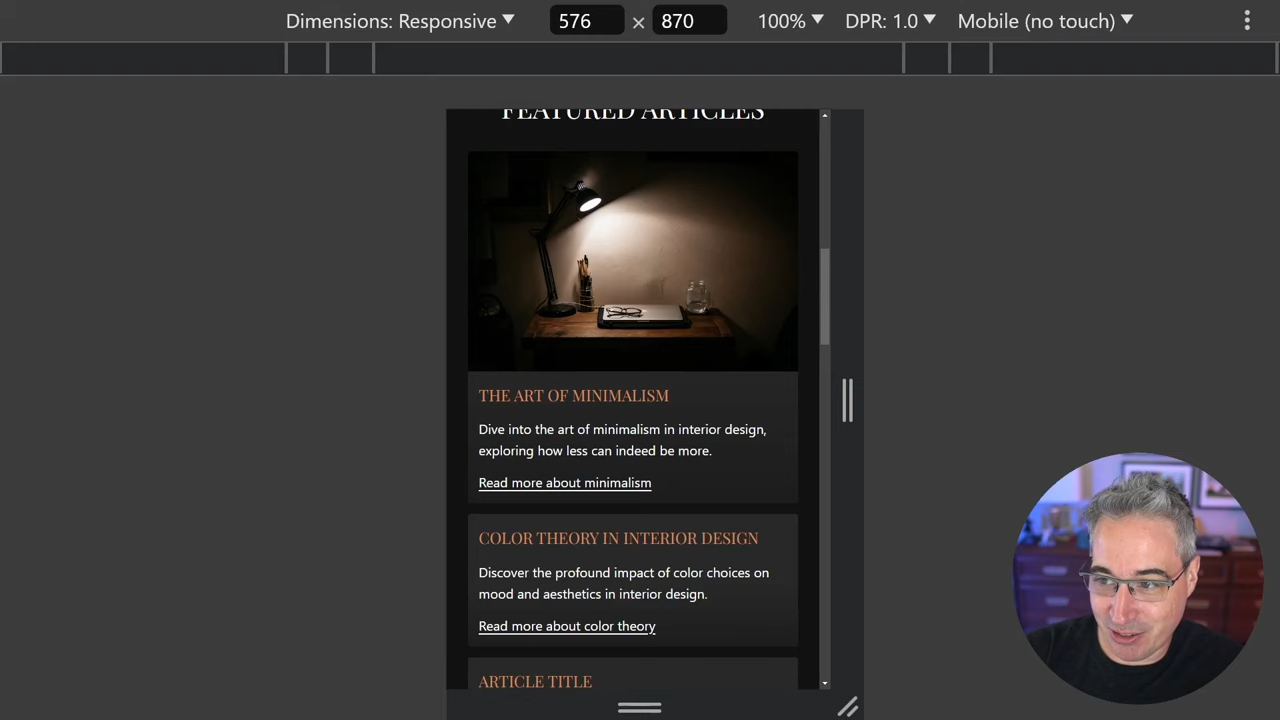 Dimensions: Responsive 576 × 870 100% DPR: 1.0 Mobile (no touch)
FEATURED ARTICLES
THE ART OF MINIMALISM
Dive into the art of minimalism in interior design,
exploring how less can indeed be more.
Read more about minimalism
COLOR THEORY IN INTERIOR DESIGN
Discover the profound impact of color choices on
mood and aesthetics in interior design.
Read more about color theory
ARTICLE TITLE